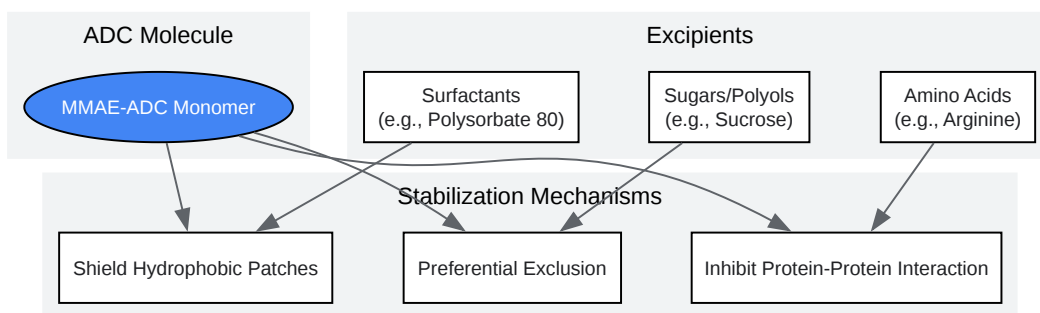 ADC Molecule
Excipients
MMAE-ADC Monomer
Surfactants
(e.g., Polysorbate 80)
Sugars/Polyols
(e.g., Sucrose)
Amino Acids
(e.g., Arginine)
Stabilization Mechanisms
Shield Hydrophobic Patches
Preferential Exclusion
Inhibit Protein-Protein Interaction